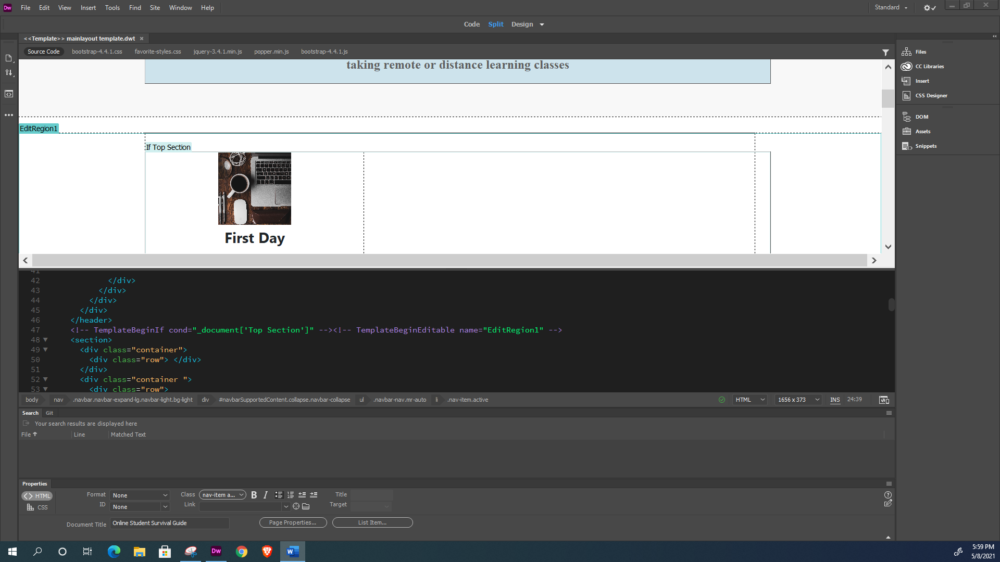 Dw File Edit View Insert Tools Find Site Window Help Standard
Code Split Design
<<Template>> mainlayout template.dwt
Source Code bootstrap-4.4.1.css favorite-styles.css jquery-3.4.1.min.js popper.min.js bootstrap-4.4.1.js
taking remote or distance learning classes
EditRegion1
If Top Section
First Day
Files
CC Libraries
Insert
CSS Designer
DOM
Assets
Snippets
41
42 </div>
43 </div>
44 </div>
45 </div>
46 </header>
47 <!-- TemplateBeginIf cond="_document['Top Section']" --><!-- TemplateBeginEditable name="EditRegion1" -->
48 <section>
49 <div class="container">
50 <div class="row"> </div>
51 </div>
52 <div class="container ">
53 <div class="row">
body nav .navbar.navbar-expand-lg.navbar-light.bg-light div #navbarSupportedContent.collapse.navbar-collapse ul .navbar-nav.mr-auto li .nav-item.active HTML 1656 x 373 INS 24:39
Search Git
Your search results are displayed here
File Line Matched Text
Properties
<> HTML Format None Class nav-item a... B I Title
CSS ID None Link Target
Document Title Online Student Survival Guide Page Properties... List Item...
Dw W
5:59 PM
5/8/2021